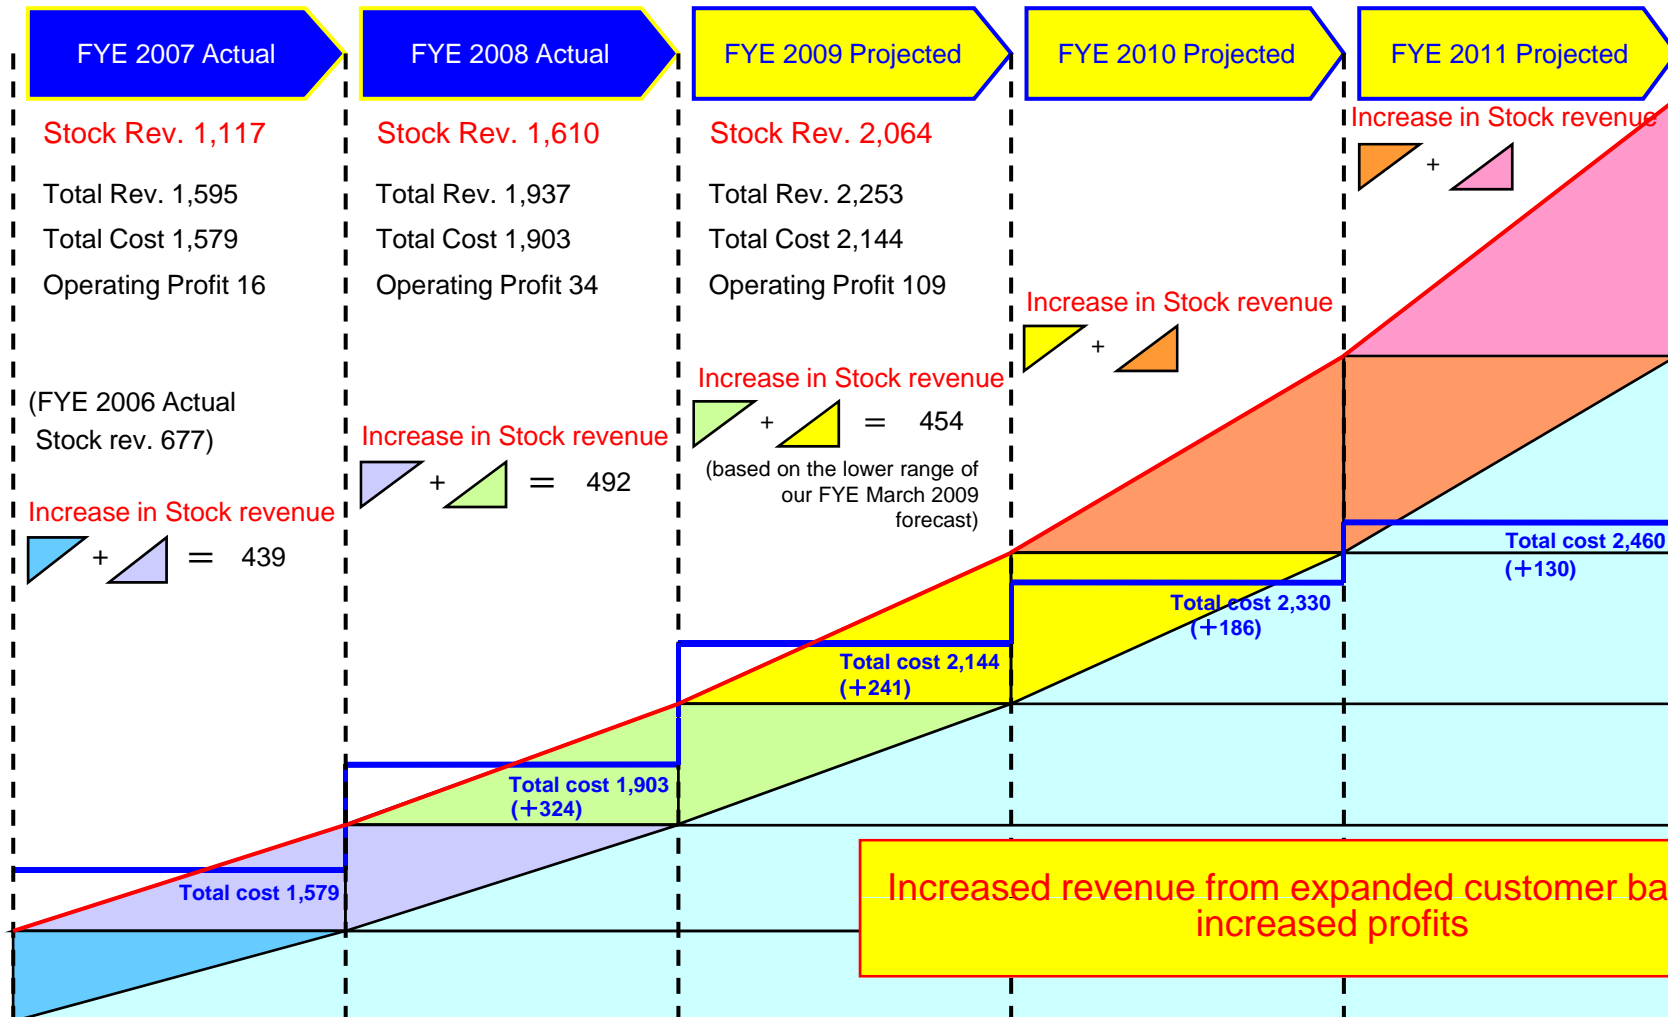 FYE 2007 Actual
FYE 2008 Actual
FYE 2009 Projected
FYE 2010 Projected
FYE 2011 Projected
Stock Rev. 1,117
Total Rev. 1,595
Total Cost 1,579
Operating Profit 16
(FYE 2006 Actual
Stock rev. 677)
Increase in Stock revenue
+ = 439
Total cost 1,579
Stock Rev. 1,610
Total Rev. 1,937
Total Cost 1,903
Operating Profit 34
Increase in Stock revenue
+ = 492
Total cost 1,903
(+324)
Stock Rev. 2,064
Total Rev. 2,253
Total Cost 2,144
Operating Profit 109
Increase in Stock revenue
+ = 454
(based on the lower range of
our FYE March 2009
forecast)
Total cost 2,144
(+241)
Increase in Stock revenue
+
Total cost 2,330
(+186)
Increase in Stock revenue
+
Total cost 2,460
(+130)
Increased revenue from expanded customer ba
increased profits